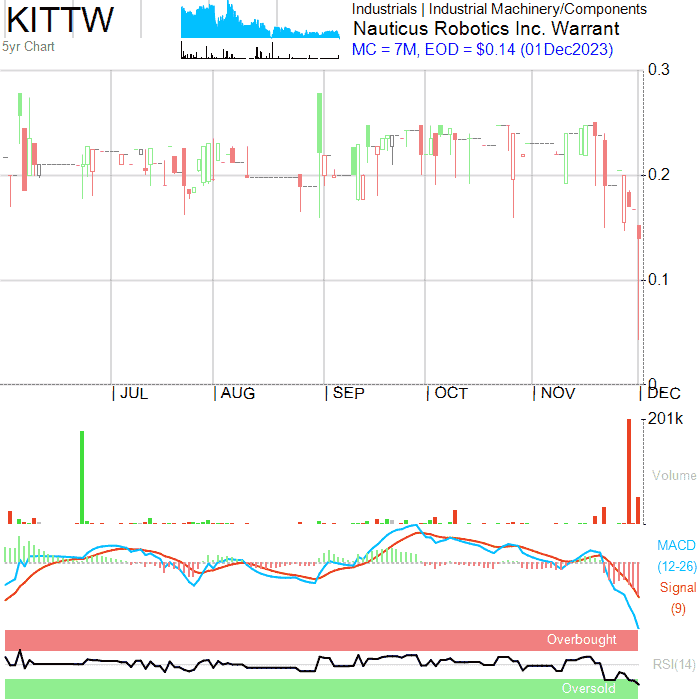 KITTW
5yr Chart
Industrials | Industrial Machinery/Components
Nauticus Robotics Inc. Warrant
MC = 7M, EOD = $0.14 (01Dec2023)
0.3
0.2
0.1
0
JUL AUG SEP OCT NOV DEC
201k
Volume
MACD
(12-26)
Signal
(9)
Overbought
RSI(14)
Oversold